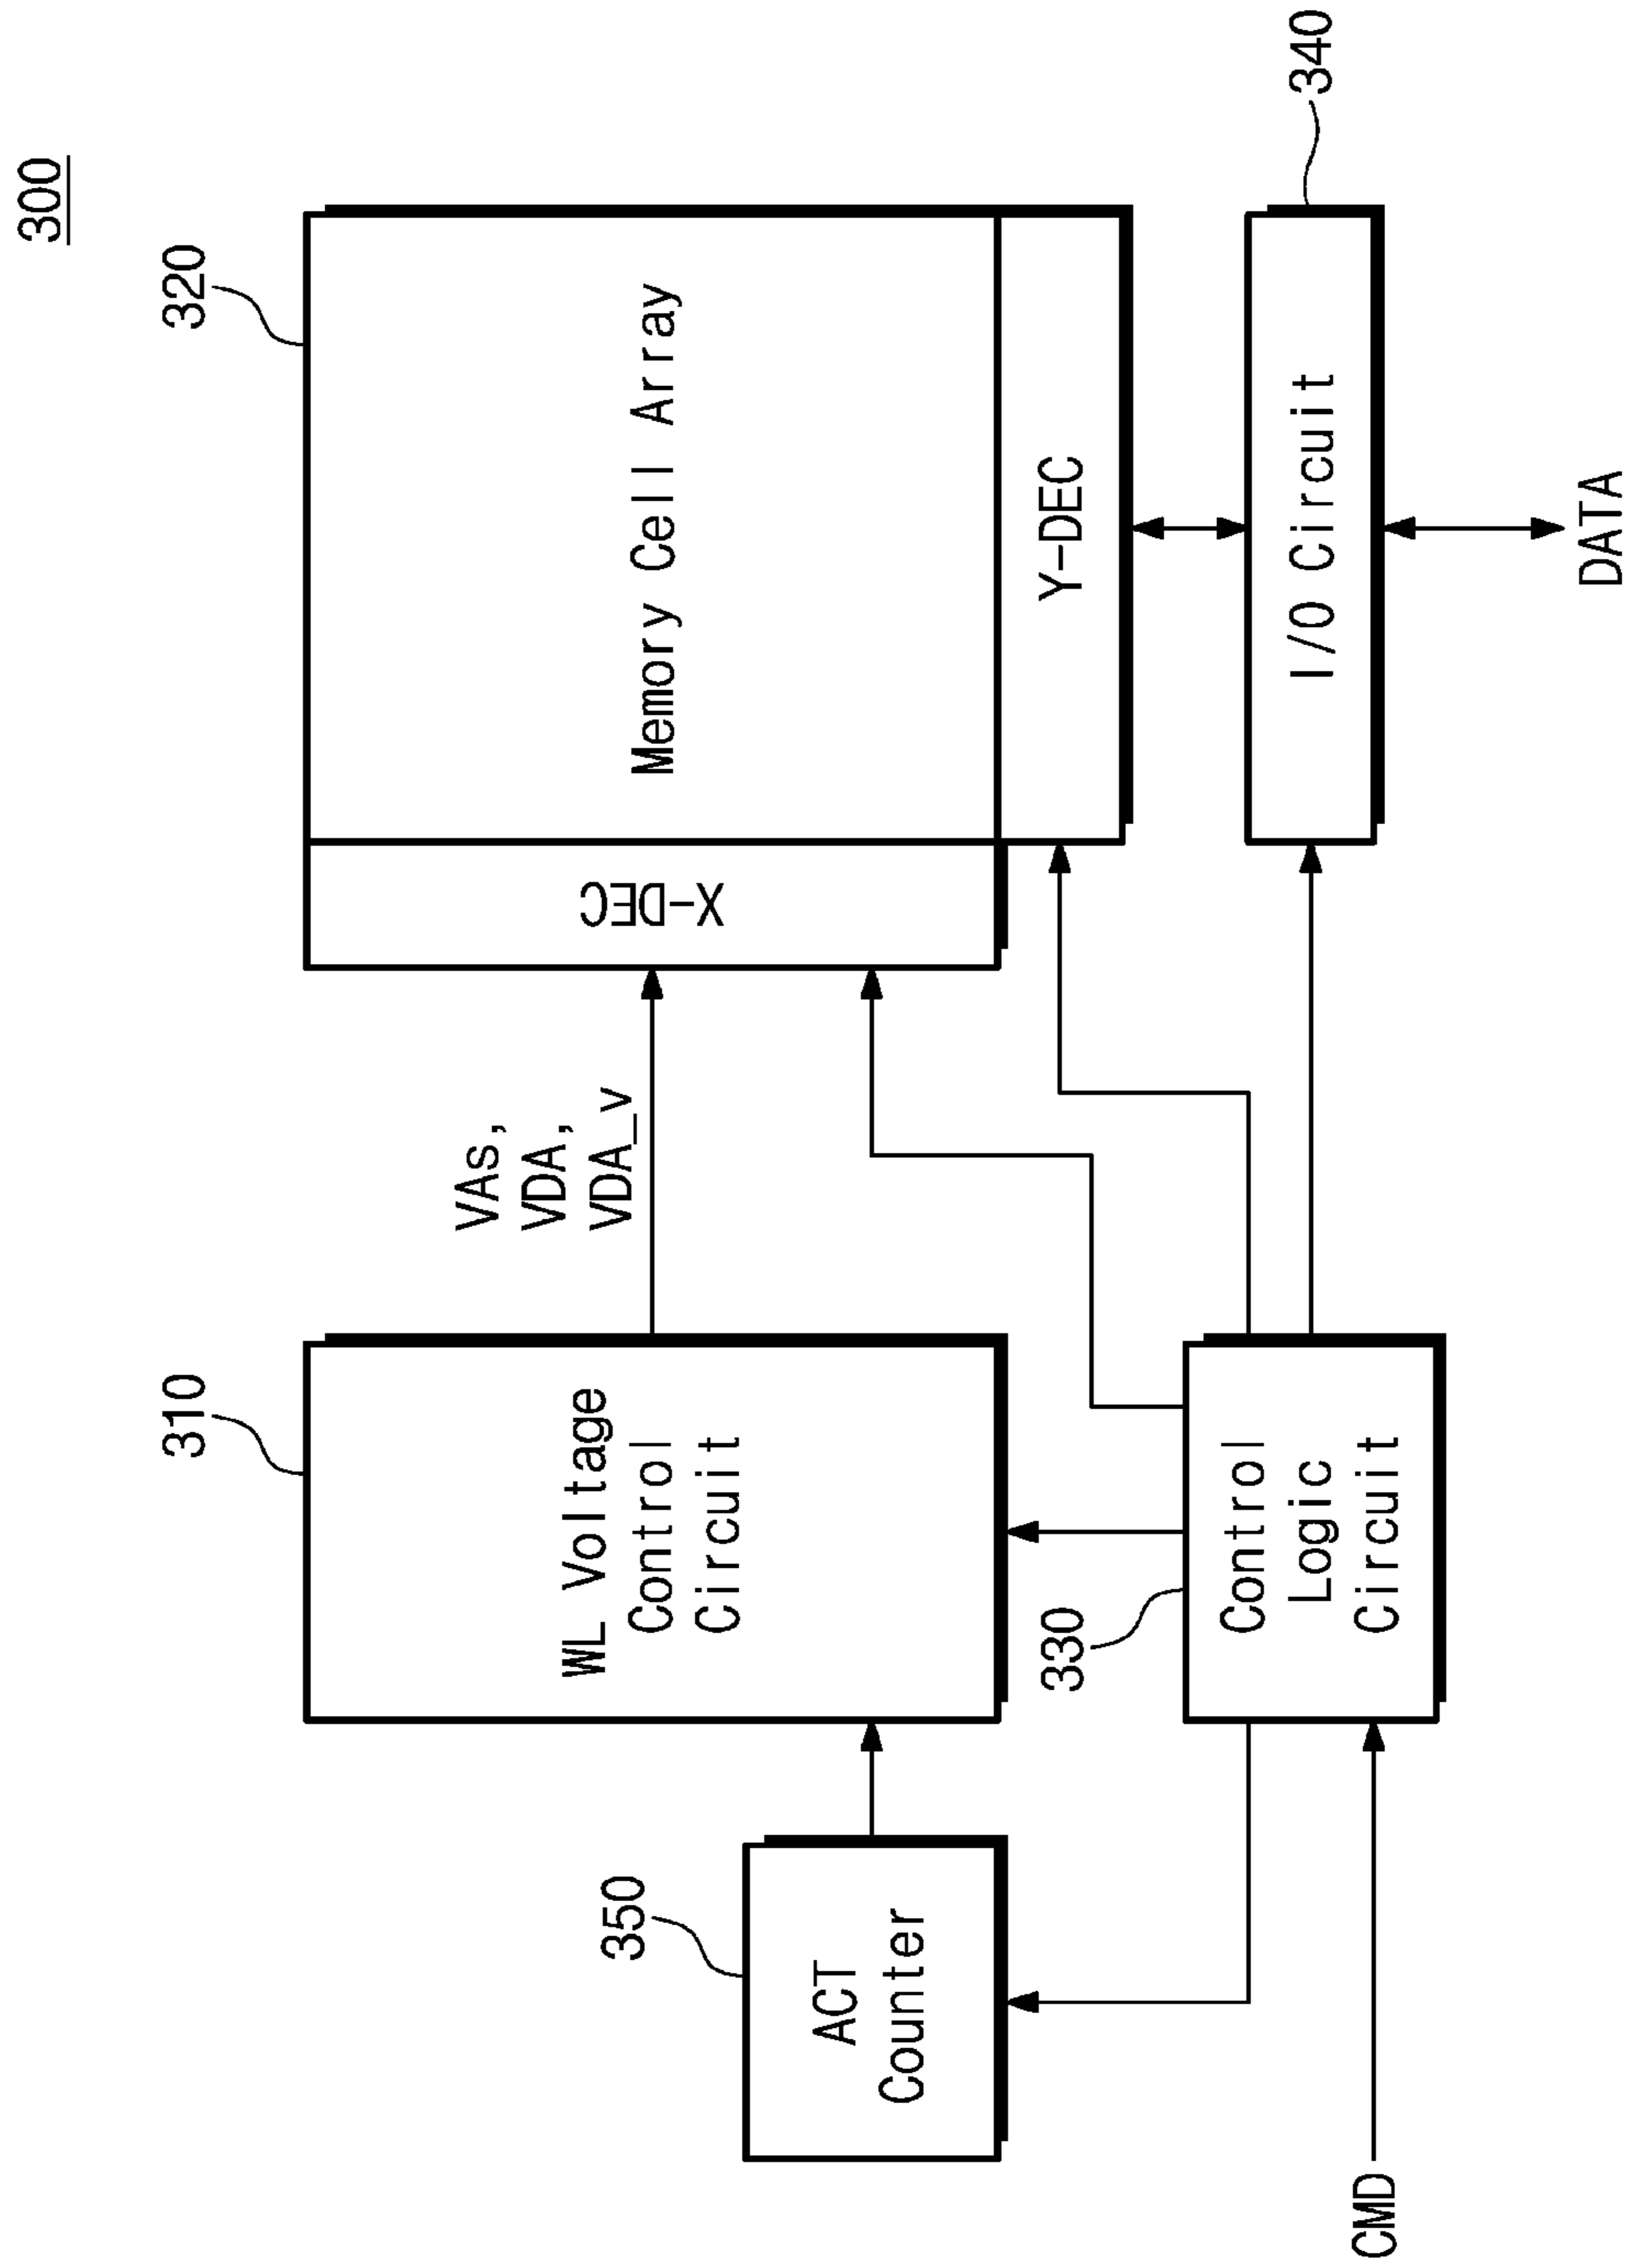 300
310
320
WL Voltage
Control
Circuit
VAs,
VDA,
VDA_v
X-DEC
Memory Cell Array
Y-DEC
350
ACT
Counter
330
Control
Logic
Circuit
340
I/O Circuit
CMD
DATA